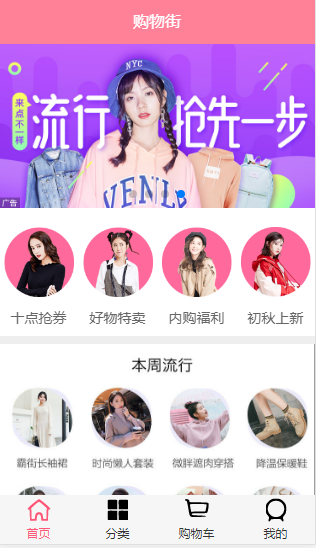 购物街
来点不一样
流行 抢先一步
NYC
VENLB
广告
十点抢券 好物特卖 内购福利 初秋上新
本周流行
霸街长袖裙 时尚懒人套装 微胖遮肉穿搭 降温保暖鞋
首页 分类 购物车 我的